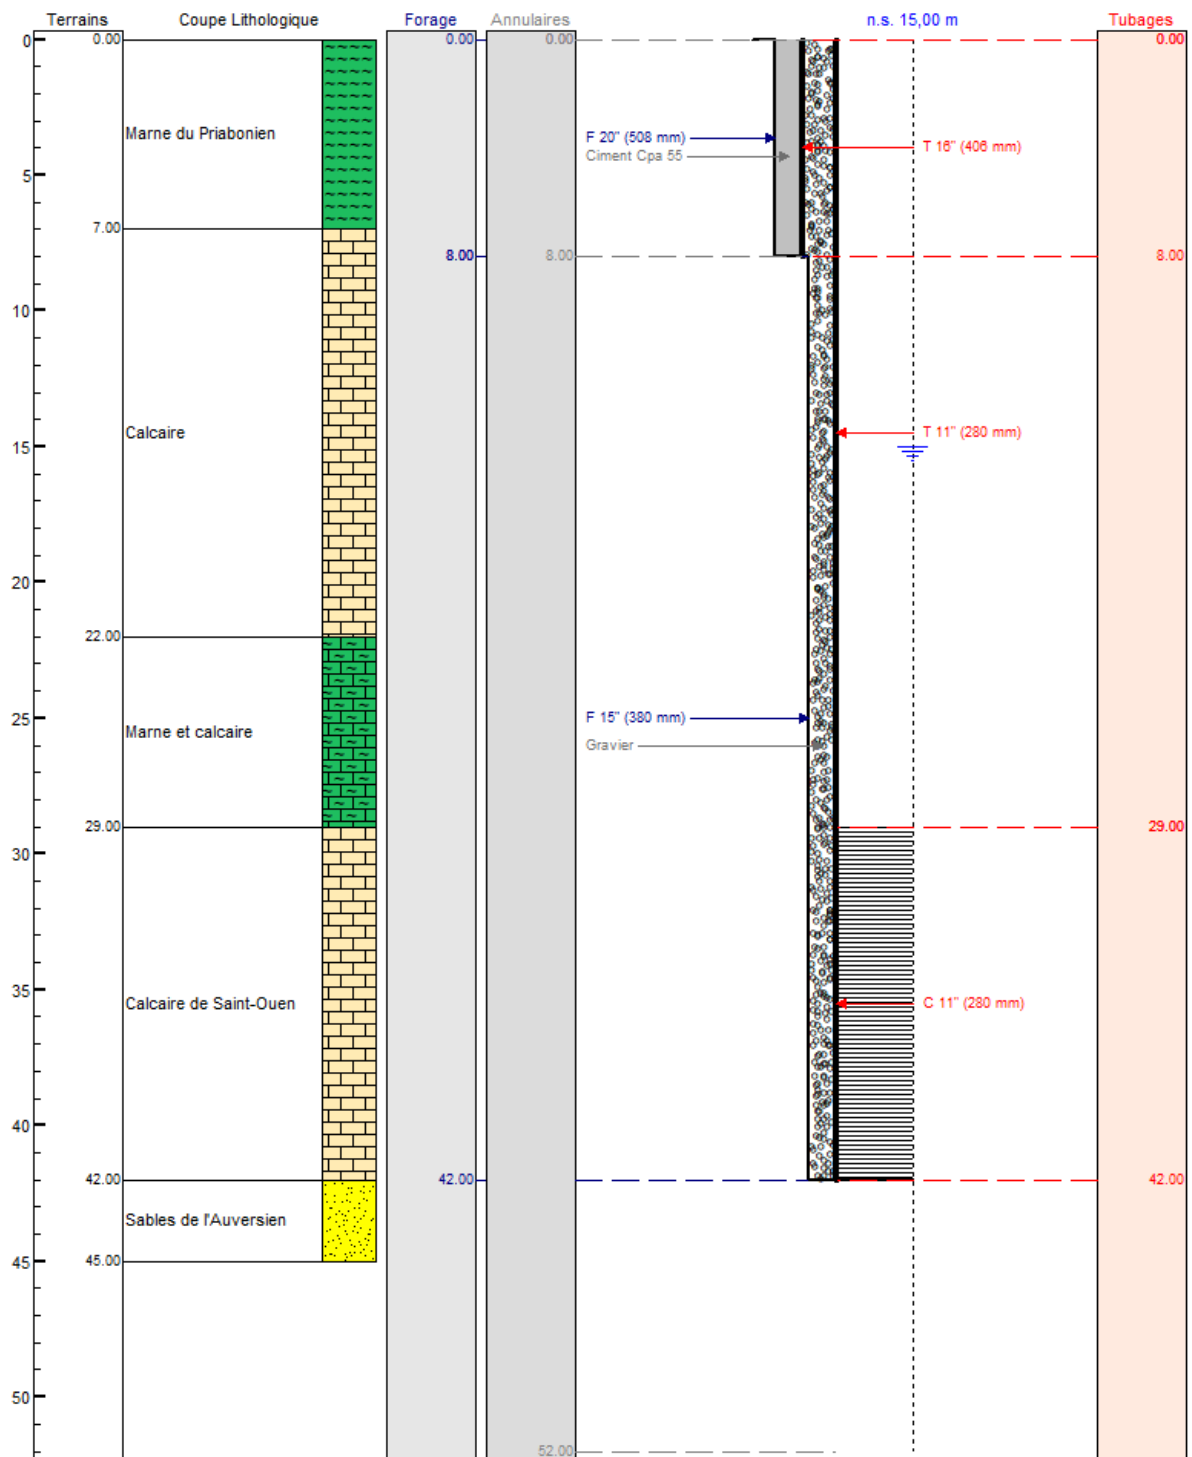 Terrains Coupe Lithologique Forage Annulaires n.s. 15,00 m Tubages
0 0.00 0.00 0.00 0.00
Marne du Priabonien
F 20" (508 mm)
T 16" (406 mm)
Ciment Cpa 55
5
7.00
8.00 8.00 8.00
10
Calcaire
T 11" (280 mm)
15
20
22.00
25
F 15" (380 mm)
Marne et calcaire
Gravier
29.00 29.00
30
35
Calcaire de Saint-Ouen
C 11" (280 mm)
40
42.00 42.00 42.00
Sables de l'Auversien
45 45.00
50
52.00